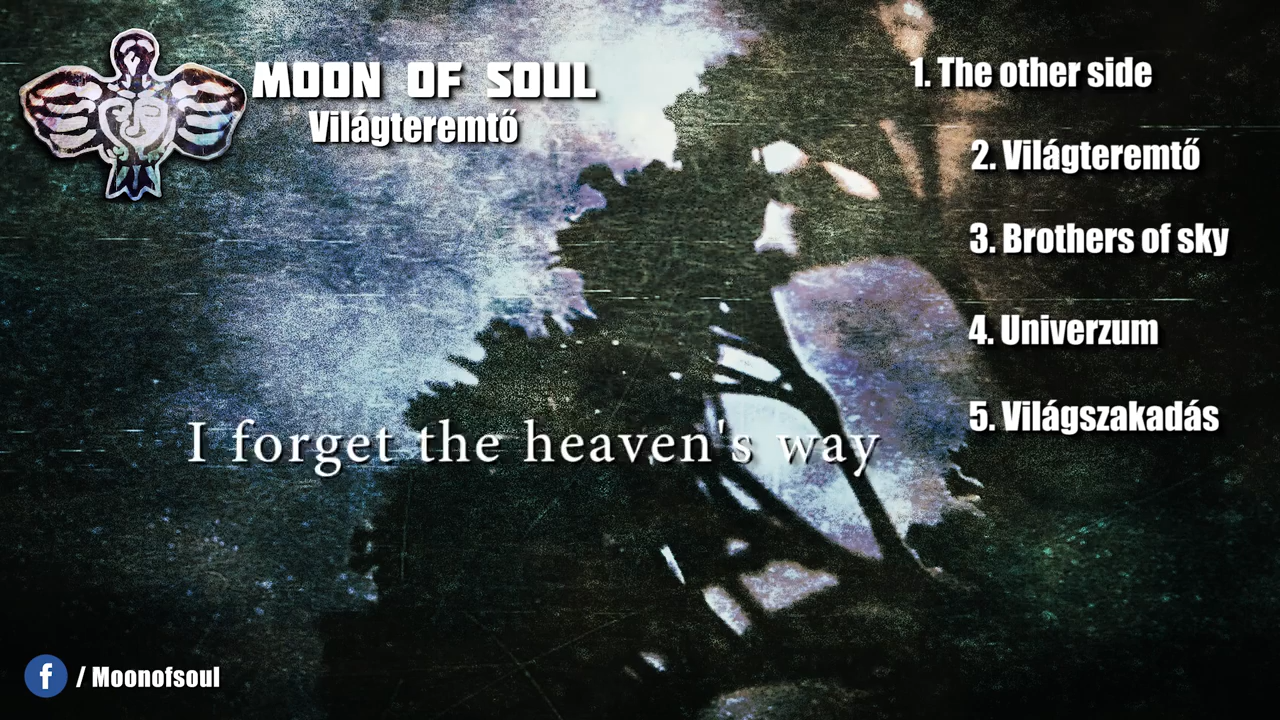 MOON OF SOUL
Világteremtő
1. The other side
2. Világteremtő
3. Brothers of sky
4. Univerzum
5. Világszakadás
I forget the heaven's way
f / Moonofsoul